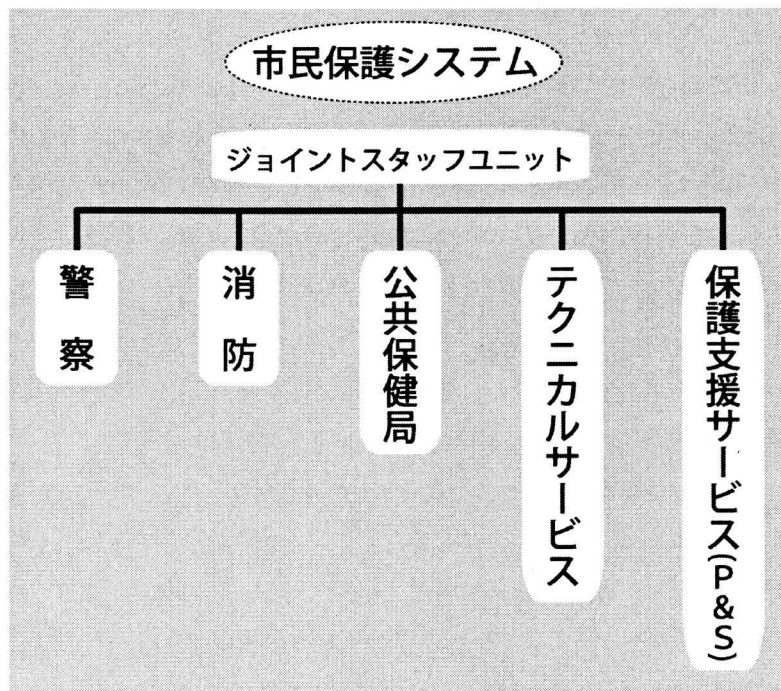 市民保護システム
ジョイントスタッフユニット
警察
消防
公共保健局
テクニカルサービス
保護支援サービス(P&S)